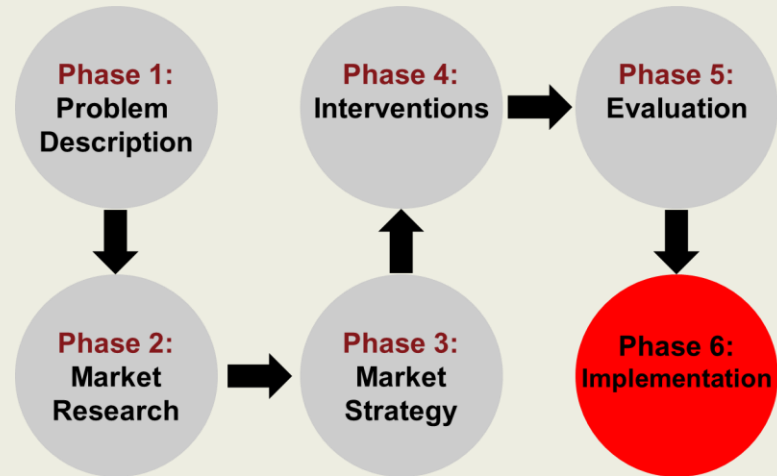 Phase 1:
Problem
Description
Phase 2:
Market
Research
Phase 3:
Market
Strategy
Phase 4:
Interventions
Phase 5:
Evaluation
Phase 6:
Implementation